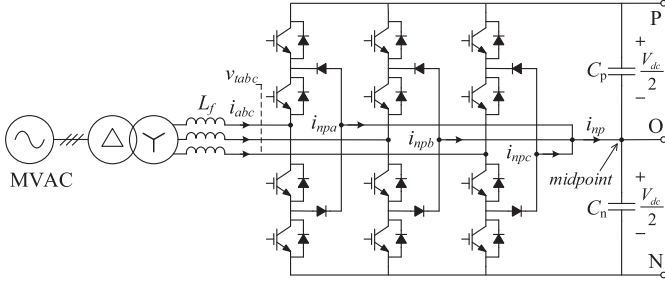 P
+
C_p V_dc/2
−
v_tabc
L_f i_abc
i_npa i_npb i_npc i_np O
MVAC
midpoint
+
C_n V_dc/2
−
N